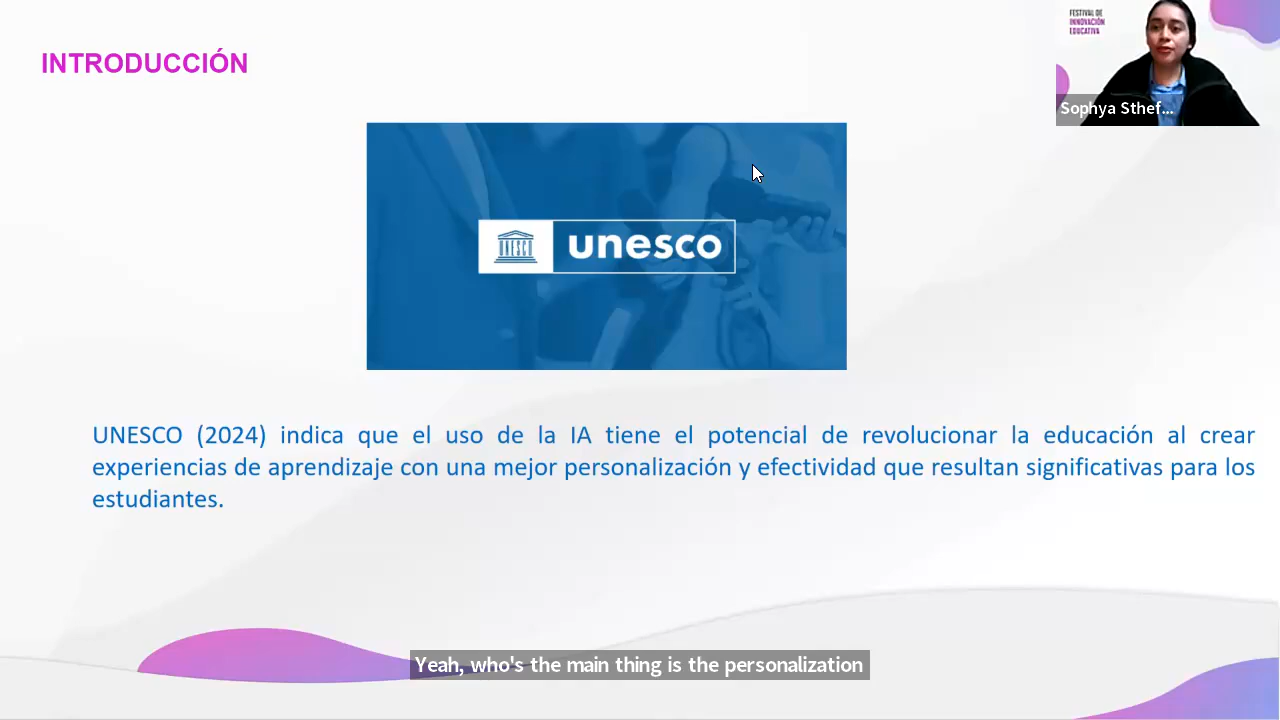 INTRODUCCIÓN
FESTIVAL DE
INNOVACIÓN
EDUCATIVA
Sophya Sthef...
UNESCO
unesco
UNESCO (2024) indica que el uso de la IA tiene el potencial de revolucionar la educación al crear
experiencias de aprendizaje con una mejor personalización y efectividad que resultan significativas para los
estudiantes.
Yeah, who's the main thing is the personalization